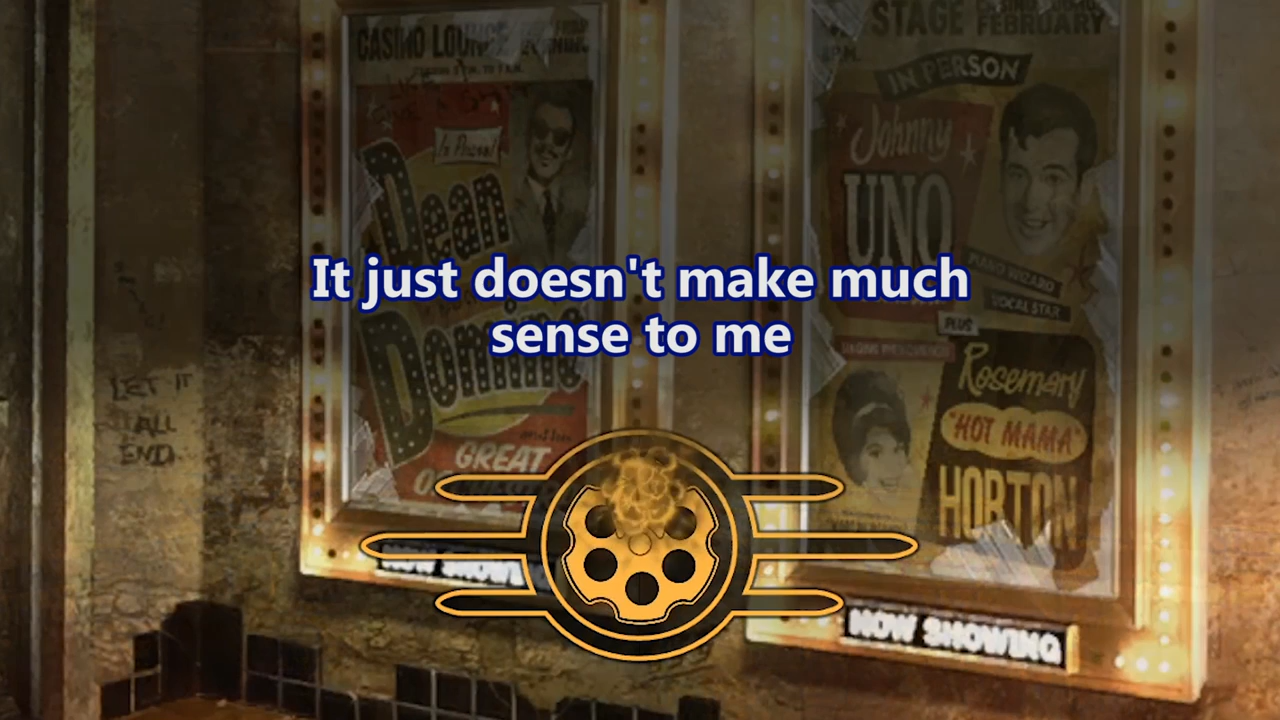 CASINO LOUNGE
In Person!
Dean
Domino
and his
GREAT
STAGE
FEBRUARY
IN PERSON
Johnny
UNO
PIANO WIZARD
VOCAL STAR
PLUS
Rosemary
"HOT MAMA"
HORTON
It just doesn't make much
sense to me
LET IT
ALL
END
NOW SHOWING
NOW SHOWING